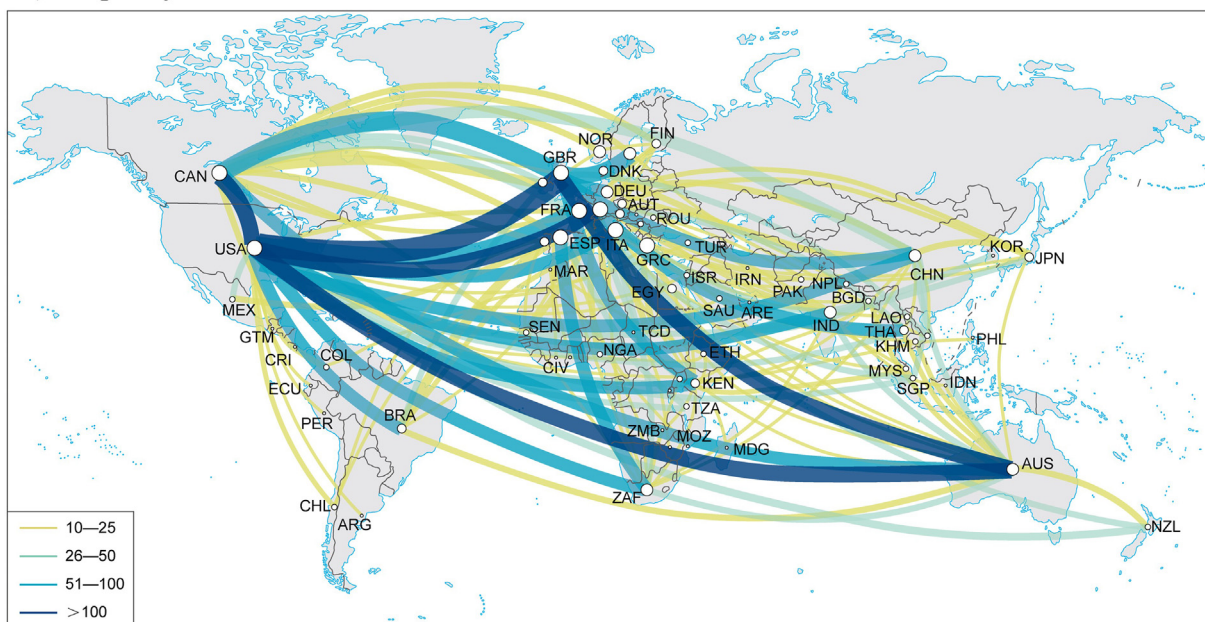 NOR
FIN
GBR
DNK
CAN
DEU
AUT
FRA
ROU
USA
ESP
ITA
TUR
GRC
KOR
JPN
CHN
MAR
ISR
IRN
EGY
PAK
NPL
BGD
MEX
SAU
ARE
IND
LAO
GTM
SEN
TCD
THA
KHM
PHL
CRI
COL
CIV
NGA
ETH
MYS
SGP
IDN
ECU
KEN
PER
BRA
TZA
ZMB
MOZ
MDG
AUS
ZAF
CHL
ARG
NZL
10—25
26—50
51—100
>100